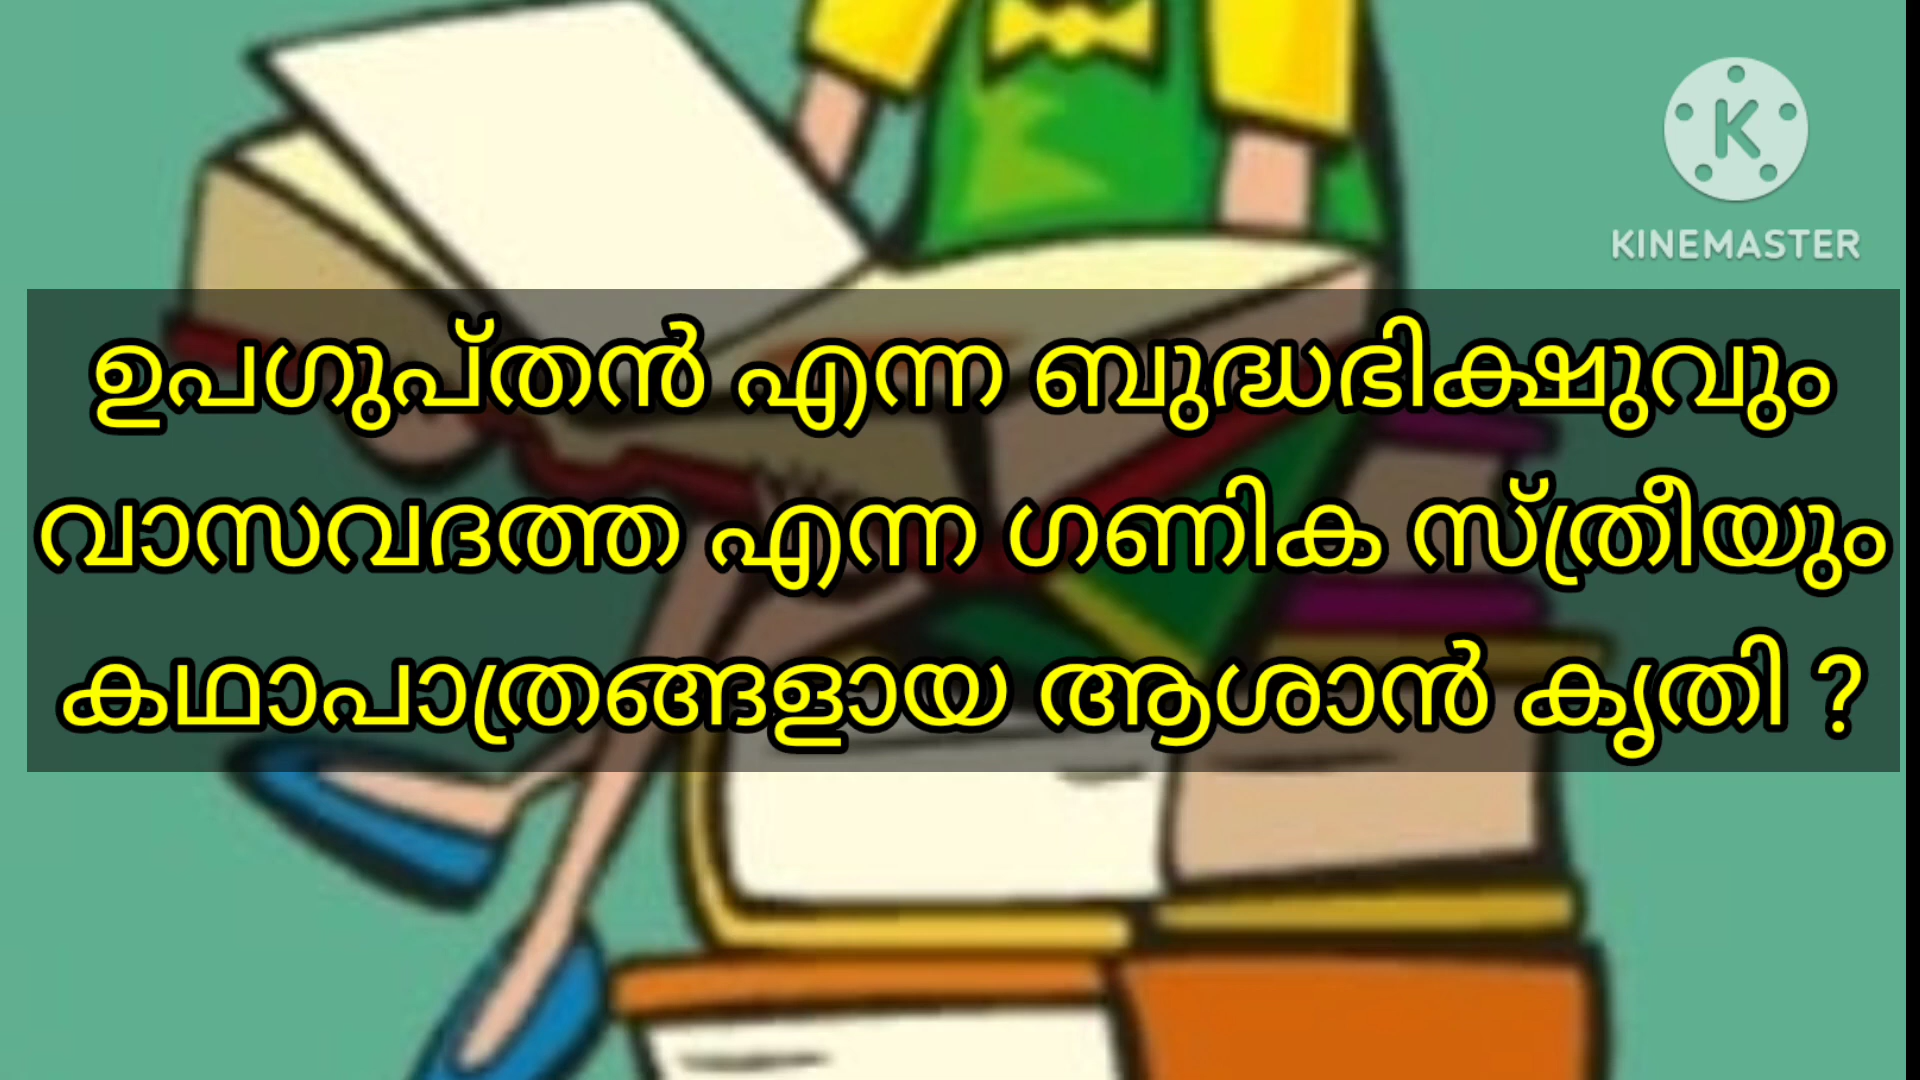 KINEMASTER
ഉപഗുപ്തൻ എന്ന ബുദ്ധഭിക്ഷുവും
വാസവദത്ത എന്ന ഗണിക സ്ത്രീയും
കഥാപാത്രങ്ങളായ ആശാൻ കൃതി ?